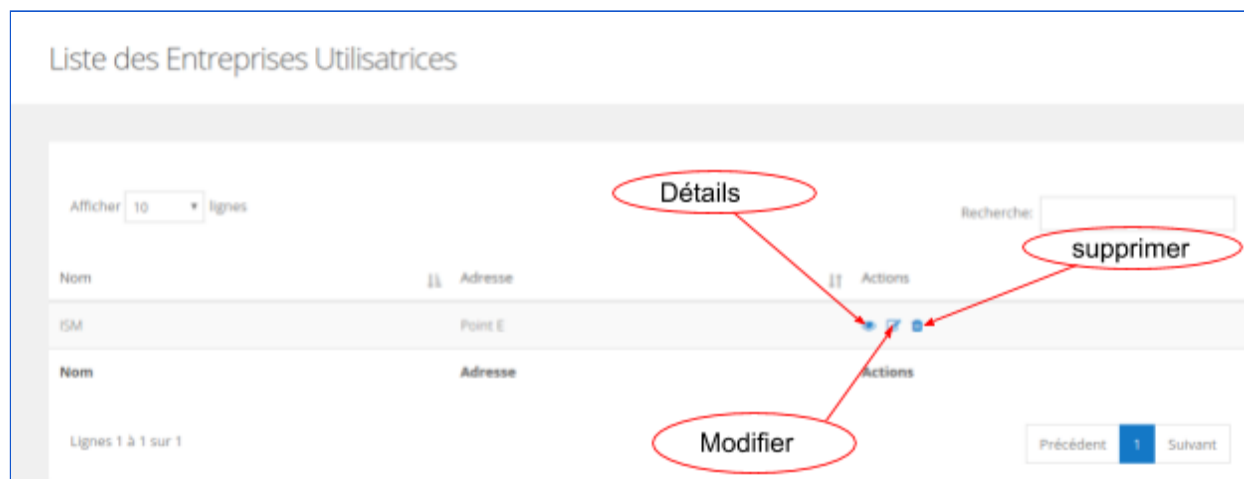 Liste des Entreprises Utilisatrices
Détails
Afficher 10 lignes
Recherche:
supprimer
Nom Adresse Actions
ISM Point E
Nom Adresse Actions
Modifier
Lignes 1 à 1 sur 1
Précédent 1 Suivant